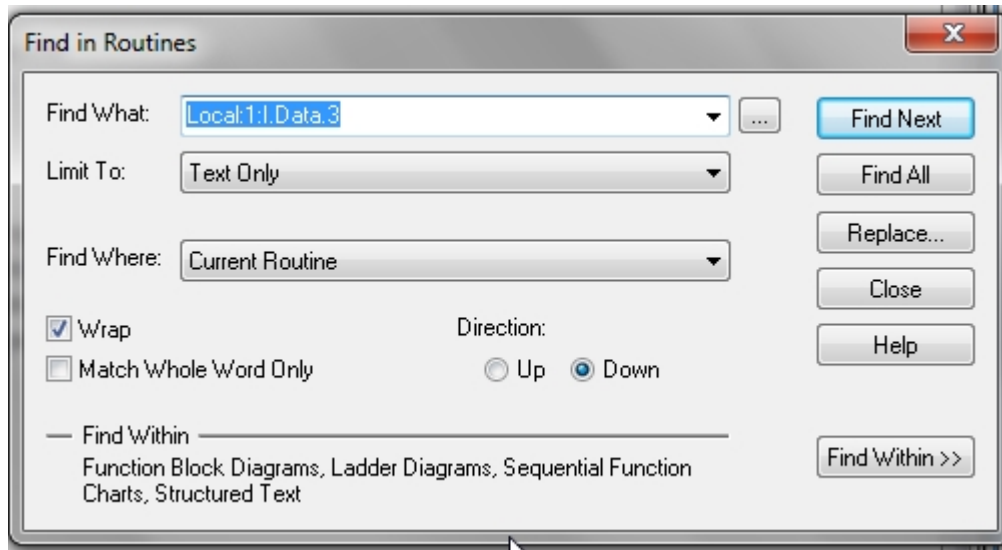 Find in Routines
Find What: Local:1:I.Data.3 ... Find Next
Limit To: Text Only Find All
Replace...
Find Where: Current Routine
Close
Wrap Direction:
Help
Match Whole Word Only Up Down
Find Within
Function Block Diagrams, Ladder Diagrams, Sequential Function
Charts, Structured Text
Find Within >>